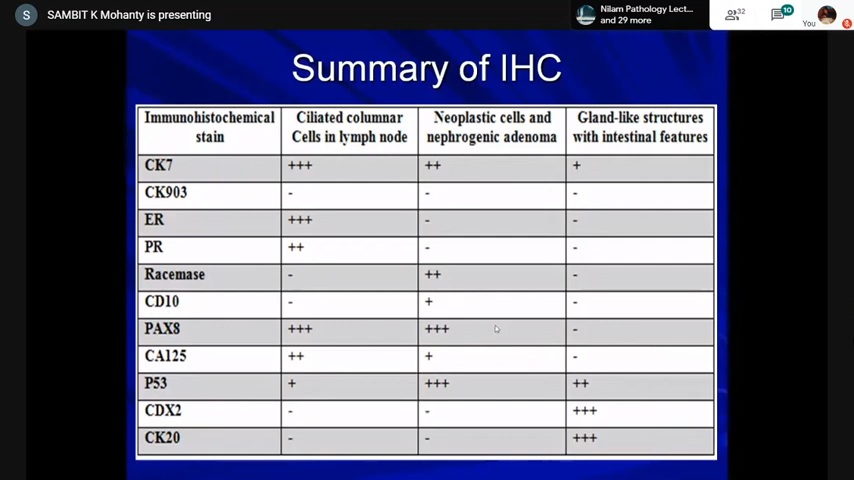 S SAMBIT K Mohanty is presenting
Nilam Pathology Lect...
and 29 more
32
10
You
Summary of IHC
Immunohistochemical stain | Ciliated columnar Cells in lymph node | Neoplastic cells and nephrogenic adenoma | Gland-like structures with intestinal features
CK7 +++ ++ +
CK903 - - -
ER +++ - -
PR ++ - -
Racemase - ++ -
CD10 - + -
PAX8 +++ +++ -
CA125 ++ + -
P53 + +++ ++
CDX2 - - +++
CK20 - - +++